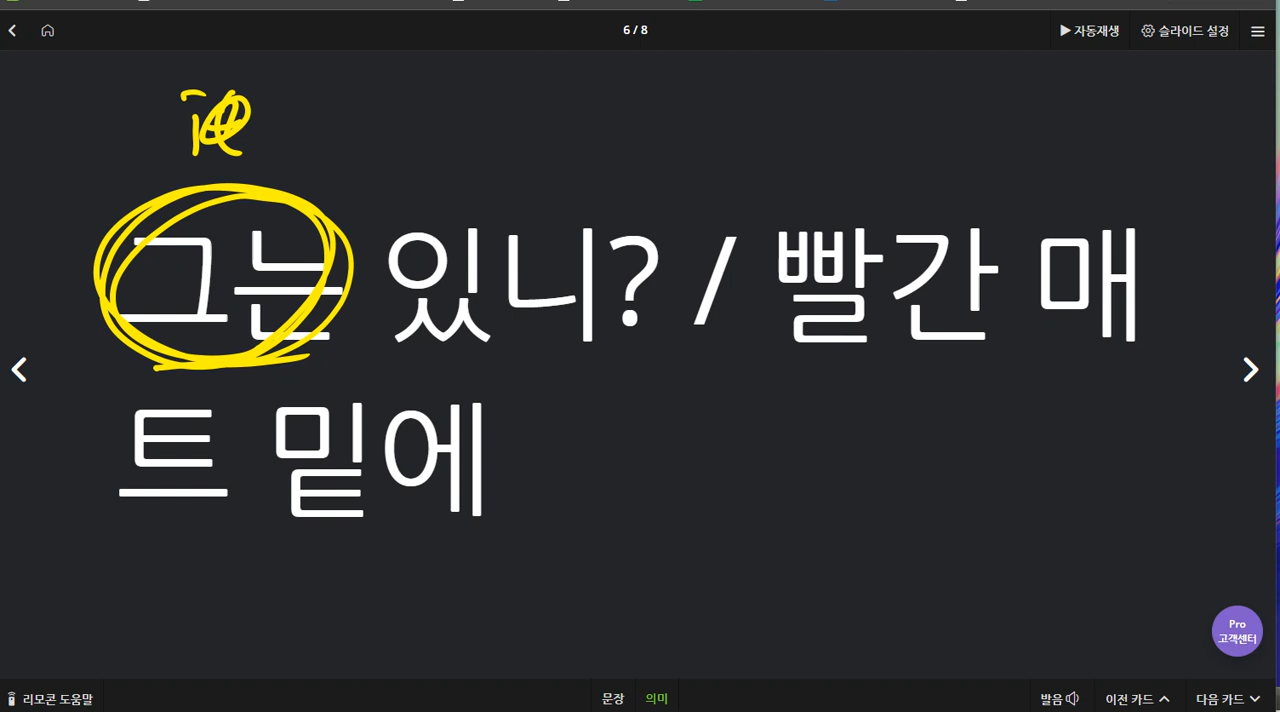 6 / 8
자동재생
슬라이드 설정
그는 있니? / 빨간 매
트 밑에
Pro
고객센터
리모콘 도움말
문장
의미
발음
이전 카드
다음 카드